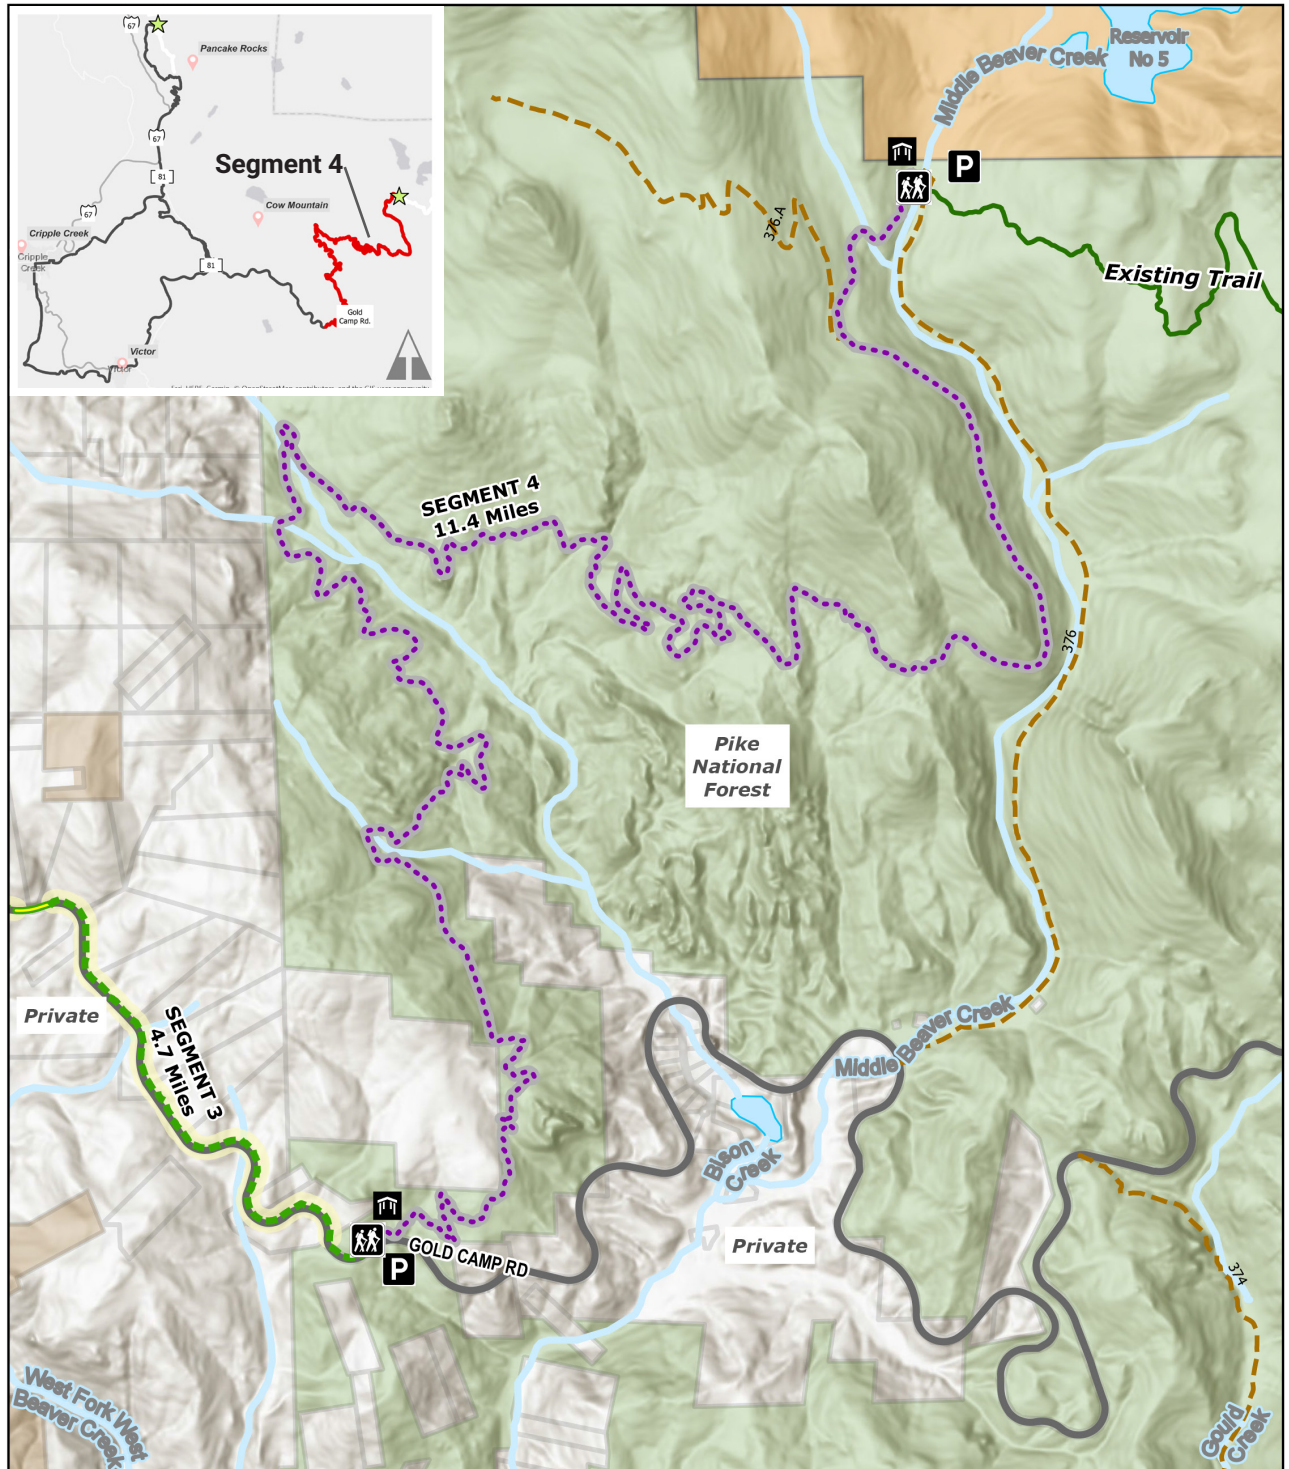 67
Pancake Rocks
67
Segment 4
81
67
Cow Mountain
Cripple Creek
Cripple
Creek
81
Gold
Camp Rd.
Victor
Reservoir
No 5
Middle Beaver Creek
P
376.A
Existing Trail
SEGMENT 4
11.4 Miles
376
Pike
National
Forest
Private
SEGMENT 3
4.7 Miles
Middle Beaver Creek
Bison
Creek
GOLD CAMP RD
P
Private
374
West Fork West
Beaver Creek
Gould
Creek